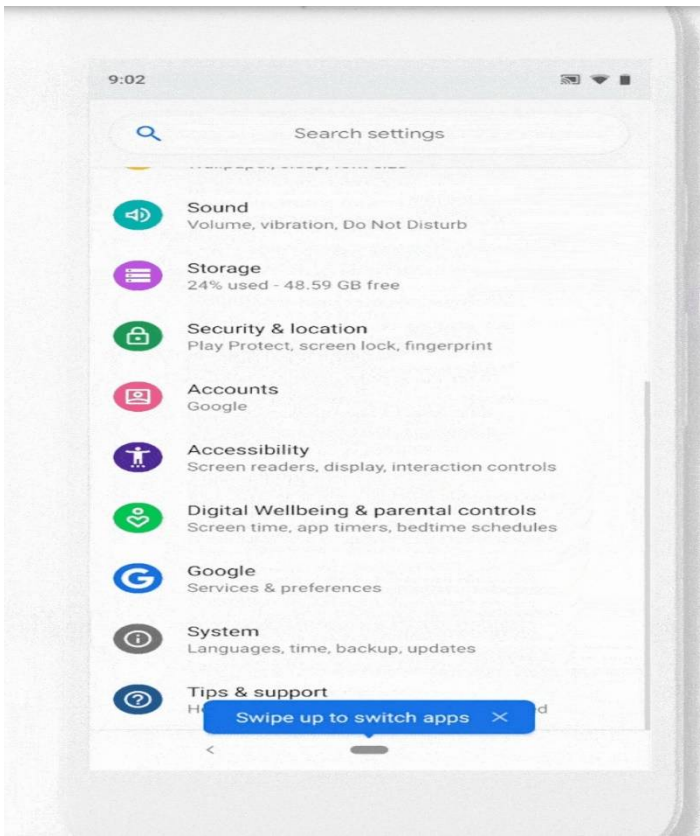 9:02
Search settings
Sound
Volume, vibration, Do Not Disturb
Storage
24% used - 48.59 GB free
Security & location
Play Protect, screen lock, fingerprint
Accounts
Google
Accessibility
Screen readers, display, interaction controls
Digital Wellbeing & parental controls
Screen time, app timers, bedtime schedules
Google
Services & preferences
System
Languages, time, backup, updates
Tips & support
Swipe up to switch apps